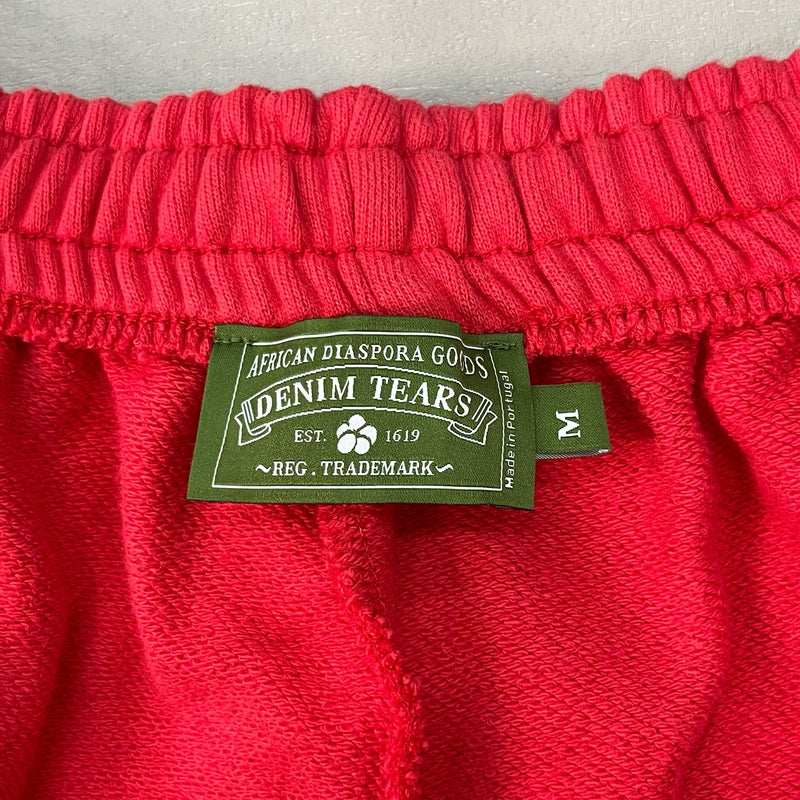 AFRICAN DIASPORA GOODS
DENIM TEARS
EST. 1619
~REG. TRADEMARK~
Made in Portugal
M